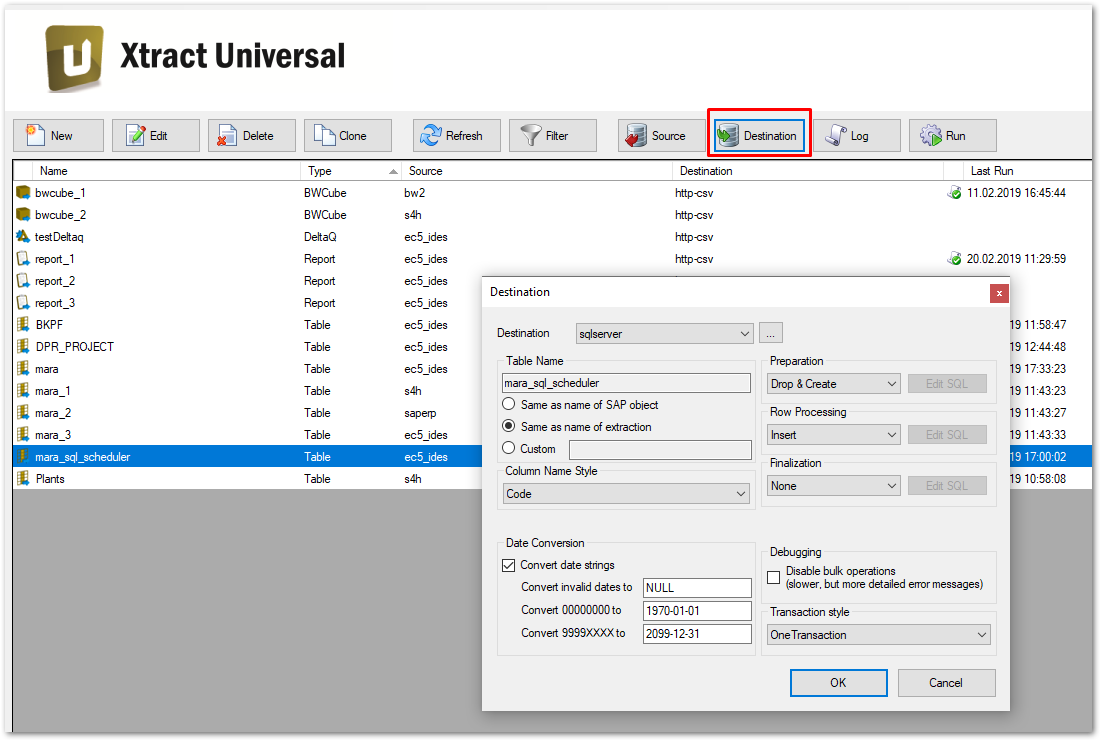 U Xtract Universal
New Edit Delete Clone Refresh Filter Source Destination Log Run
Name Type Source Destination Last Run
bwcube_1 BWCube bw2 http-csv 11.02.2019 16:45:44
bwcube_2 BWCube s4h http-csv
testDeltaq DeltaQ ec5_ides http-csv
report_1 Report ec5_ides http-csv 20.02.2019 11:29:59
report_2 Report ec5_ides
report_3 Report ec5_ides
BKPF Table ec5_ides 19 11:58:47
DPR_PROJECT Table ec5_ides 19 12:44:48
mara Table ec5_ides 19 17:33:23
mara_1 Table s4h 19 11:43:23
mara_2 Table saperp 19 11:43:27
mara_3 Table ec5_ides 19 11:43:33
mara_sql_scheduler Table ec5_ides 19 17:00:02
Plants Table s4h 19 10:58:08
Destination x
Destination sqlserver ...
Table Name
mara_sql_scheduler
Same as name of SAP object
Same as name of extraction
Custom
Column Name Style
Code
Date Conversion
Convert date strings
Convert invalid dates to NULL
Convert 00000000 to 1970-01-01
Convert 9999XXXX to 2099-12-31
Preparation
Drop & Create Edit SQL
Row Processing
Insert Edit SQL
Finalization
None Edit SQL
Debugging
Disable bulk operations
(slower, but more detailed error messages)
Transaction style
OneTransaction
OK Cancel